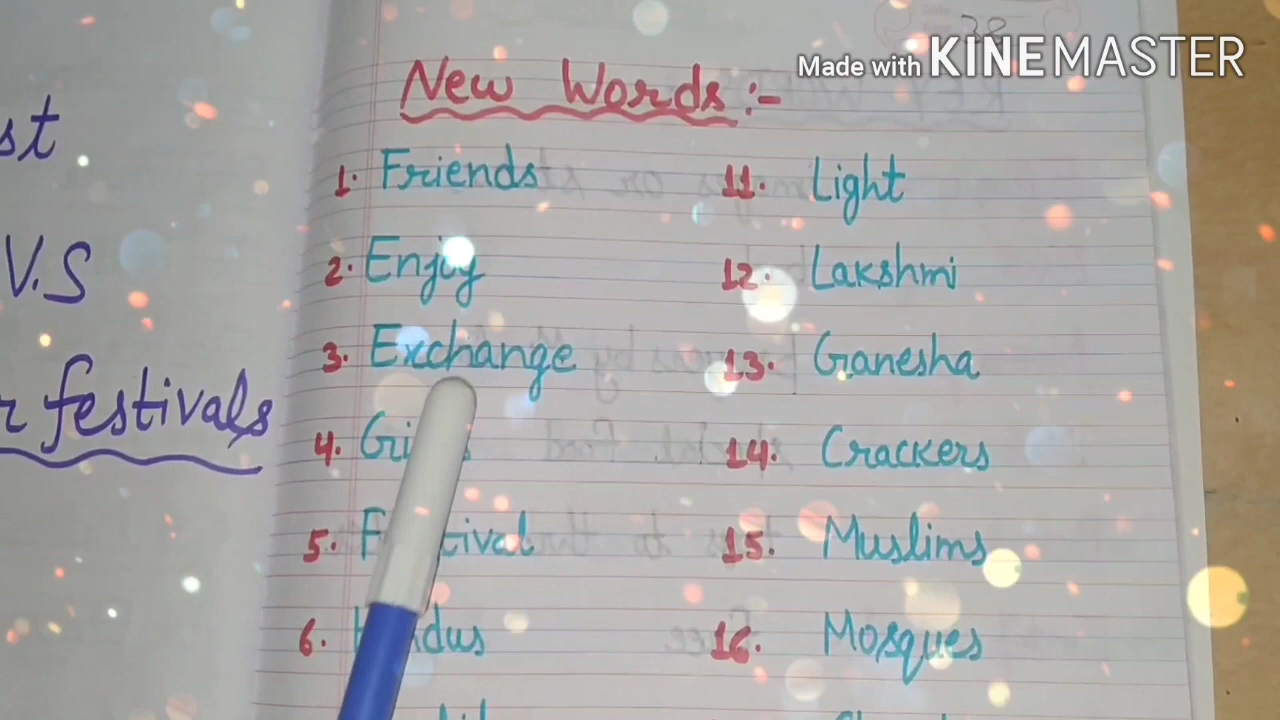 38
Made with KINEMASTER
New Words:-
1. Friends
2. Enjoy
3. Exchange
4.
5.
6.
11. Light
12. Lakshmi
13. Ganesha
14. Crackers
15. Muslims
16. Mosques
st
V.S
r festivals